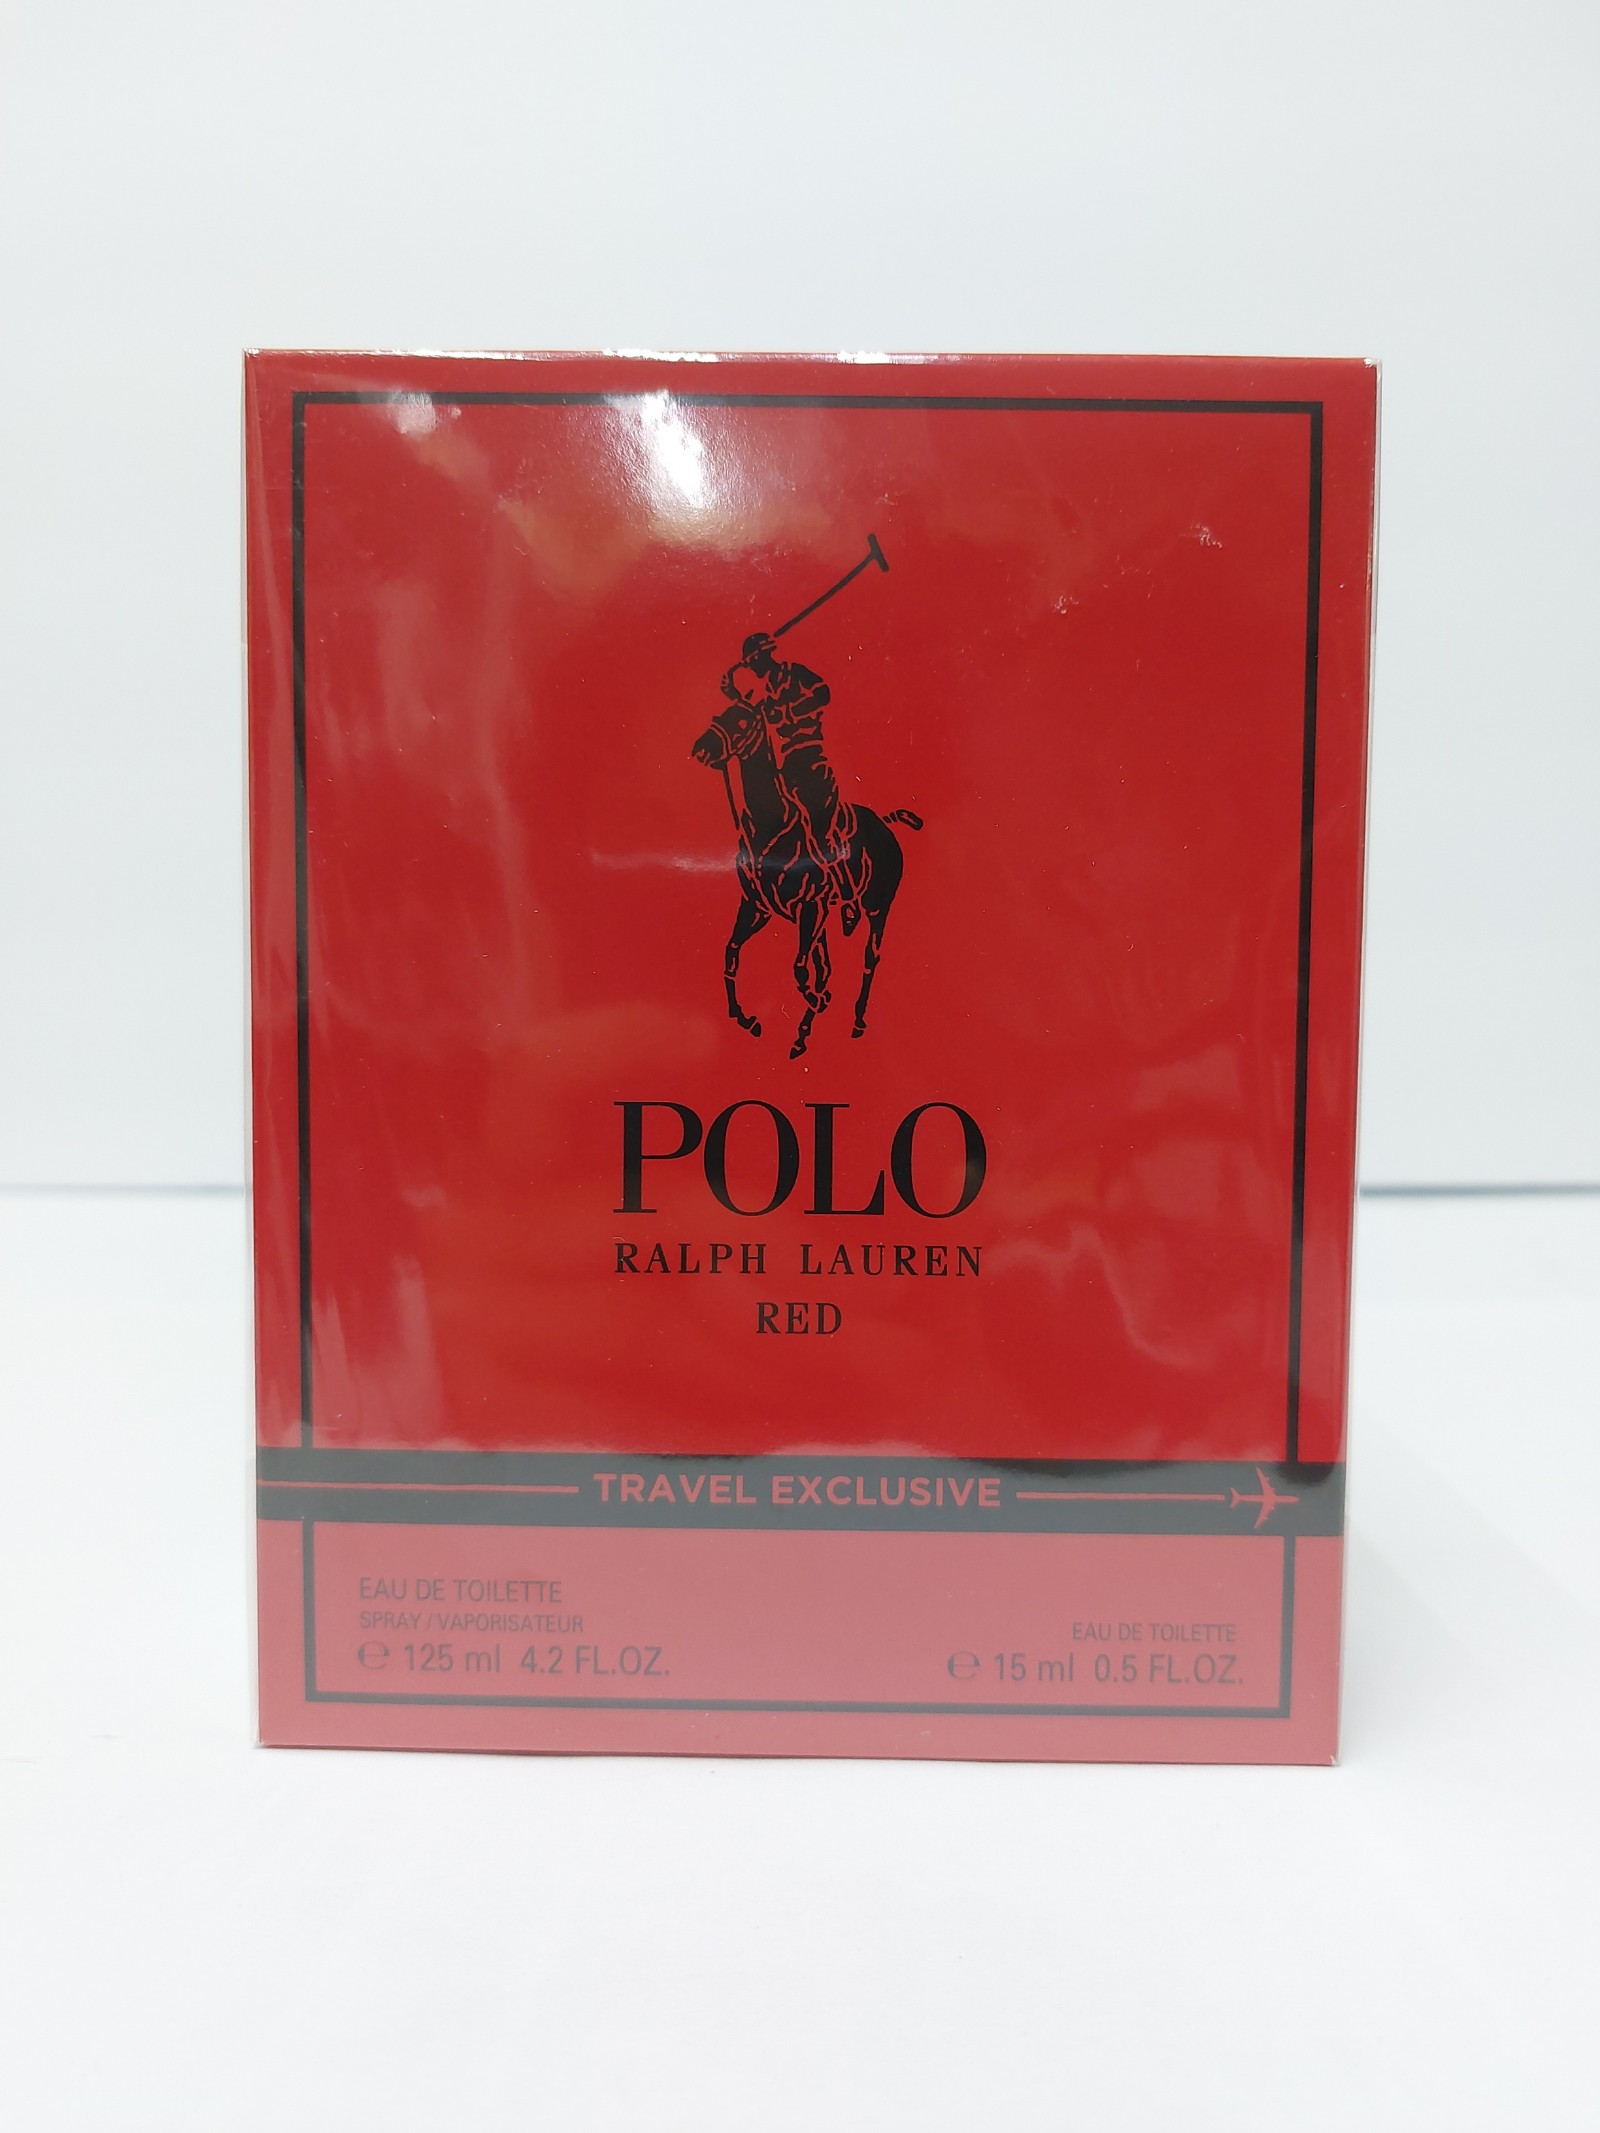 POLO
RALPH LAUREN
RED
TRAVEL EXCLUSIVE
EAU DE TOILETTE
SPRAY/VAPORISATEUR
℮ 125 ml 4.2 FL.OZ.
EAU DE TOILETTE
℮ 15 ml 0.5 FL.OZ.